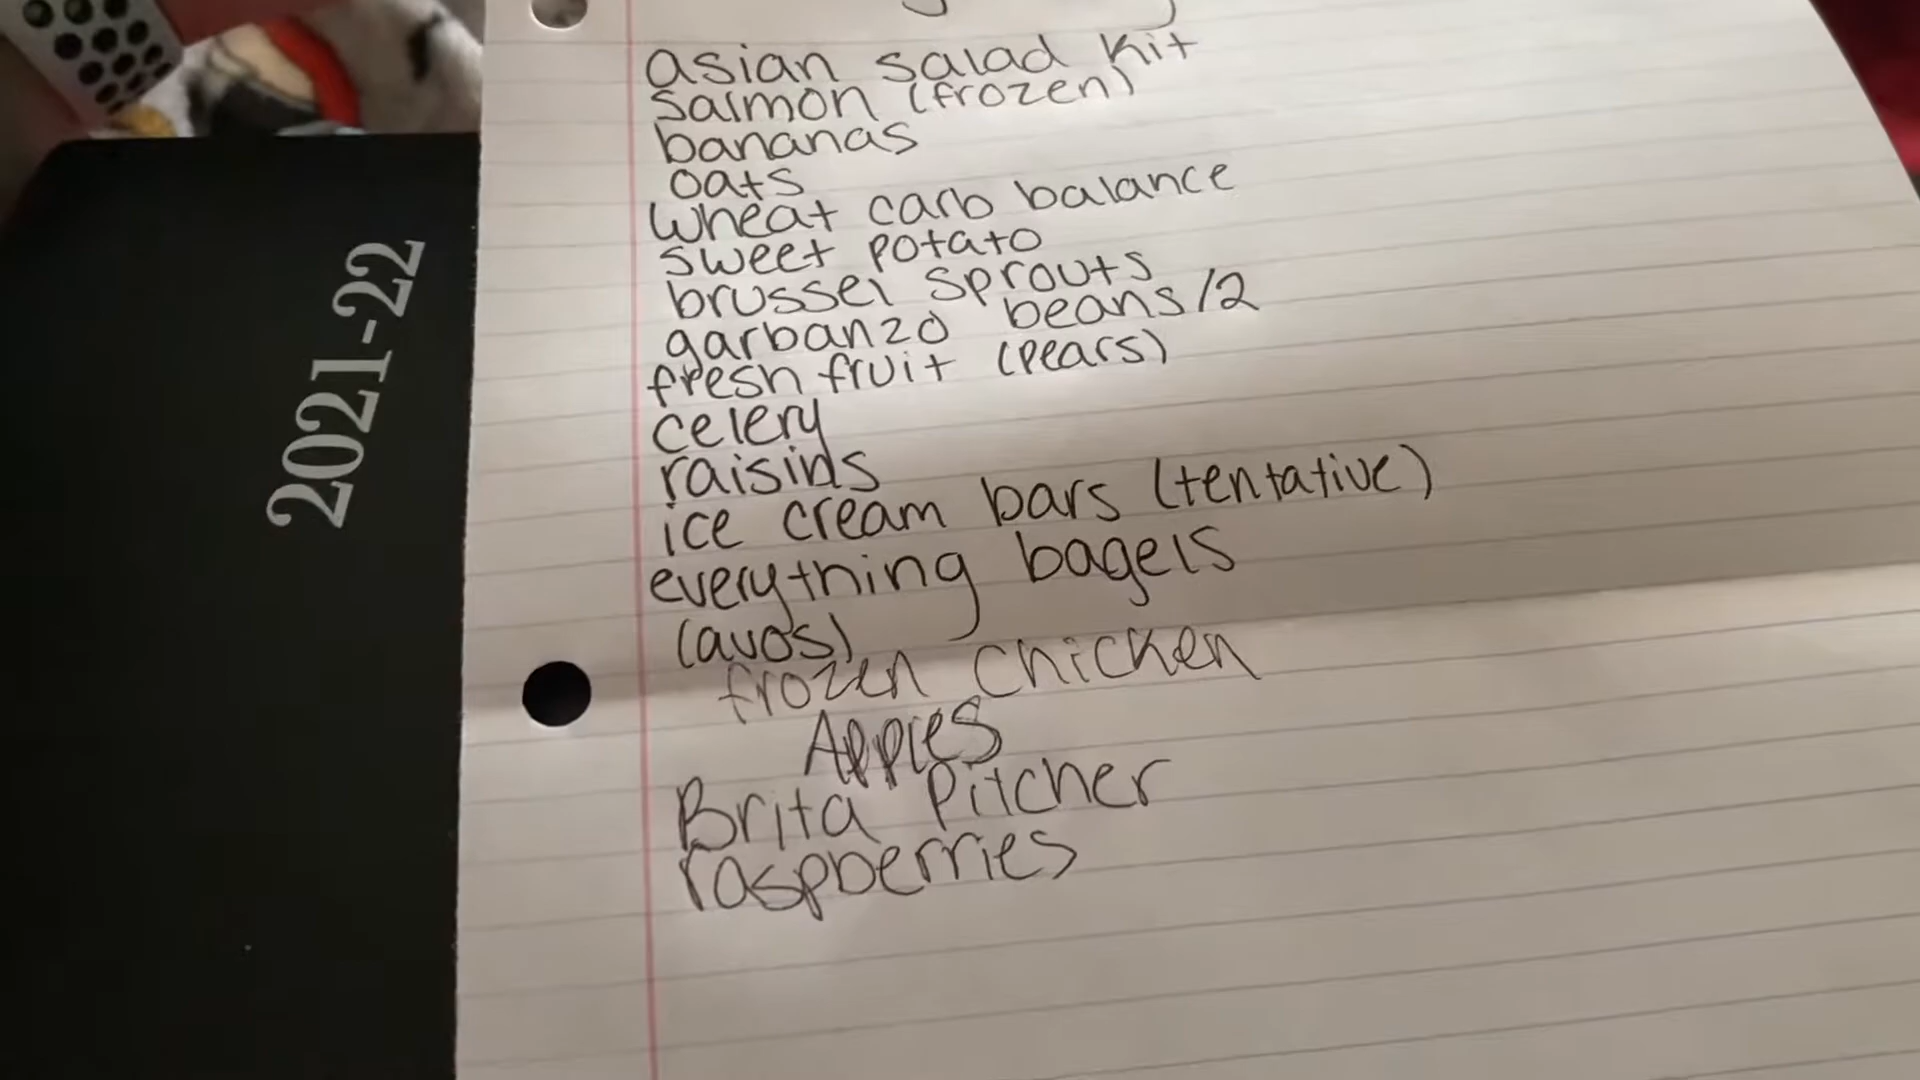 asian salad kit
salmon (frozen)
bananas
oats
wheat carb balance
sweet potato
brussel sprouts
garbanzo beans/2
fresh fruit (pears)
celery
raisins
ice cream bars (tentative)
everything bagels
(avos)
frozen chicken
Apples
Brita Pitcher
raspberries
2021-22